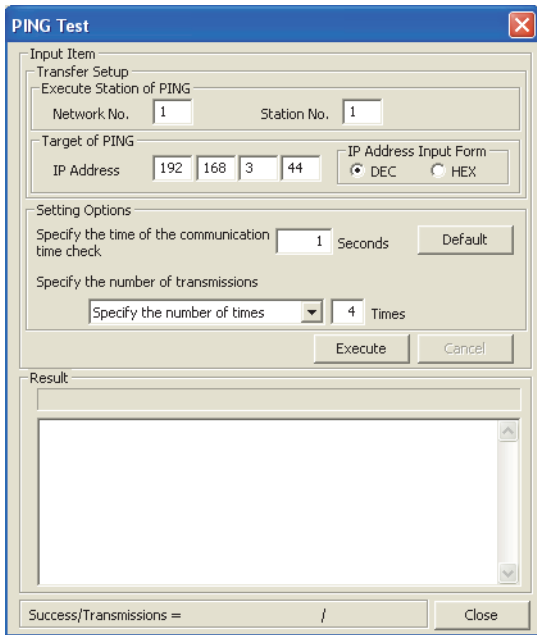 PING Test
Input Item
Transfer Setup
Execute Station of PING
Network No. 1 Station No. 1
Target of PING
IP Address Input Form
IP Address 192 168 3 44 DEC HEX
Setting Options
Specify the time of the communication
time check 1 Seconds Default
Specify the number of transmissions
Specify the number of times 4 Times
Execute Cancel
Result
Success/Transmissions = / Close